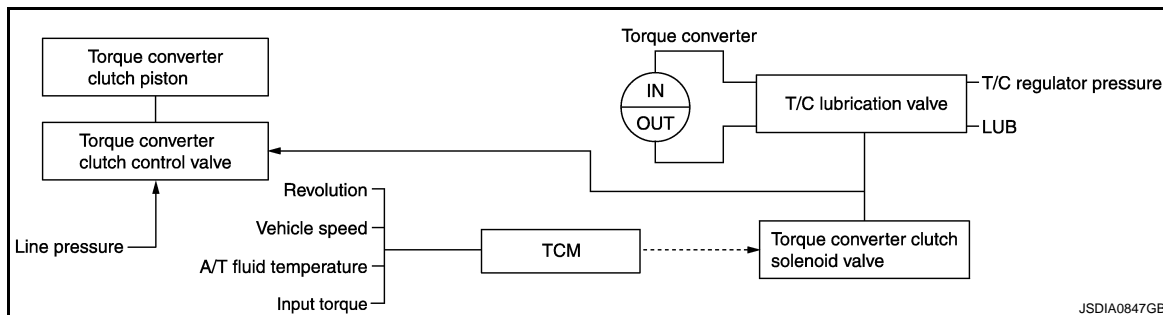 Torque converter
clutch piston
Torque converter
clutch control valve
Line pressure
Revolution
Vehicle speed
A/T fluid temperature
Input torque
TCM
Torque converter
IN
OUT
T/C lubrication valve
T/C regulator pressure
LUB
Torque converter clutch
solenoid valve
JSDIA0847GB